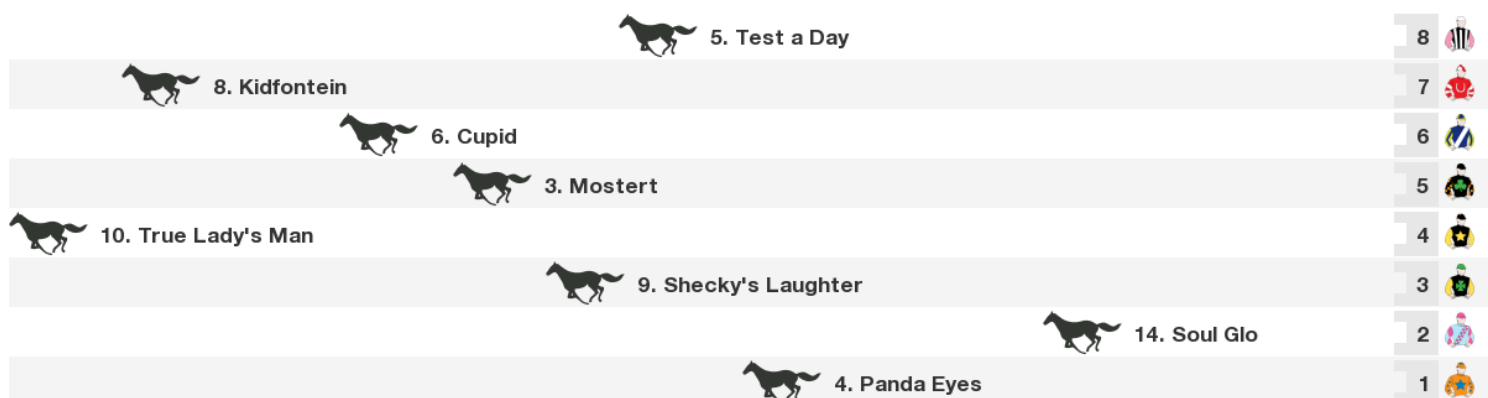 5. Test a Day 8
8. Kidfontein 7
6. Cupid 6
3. Mostert 5
10. True Lady's Man 4
9. Shecky's Laughter 3
14. Soul Glo 2
4. Panda Eyes 1